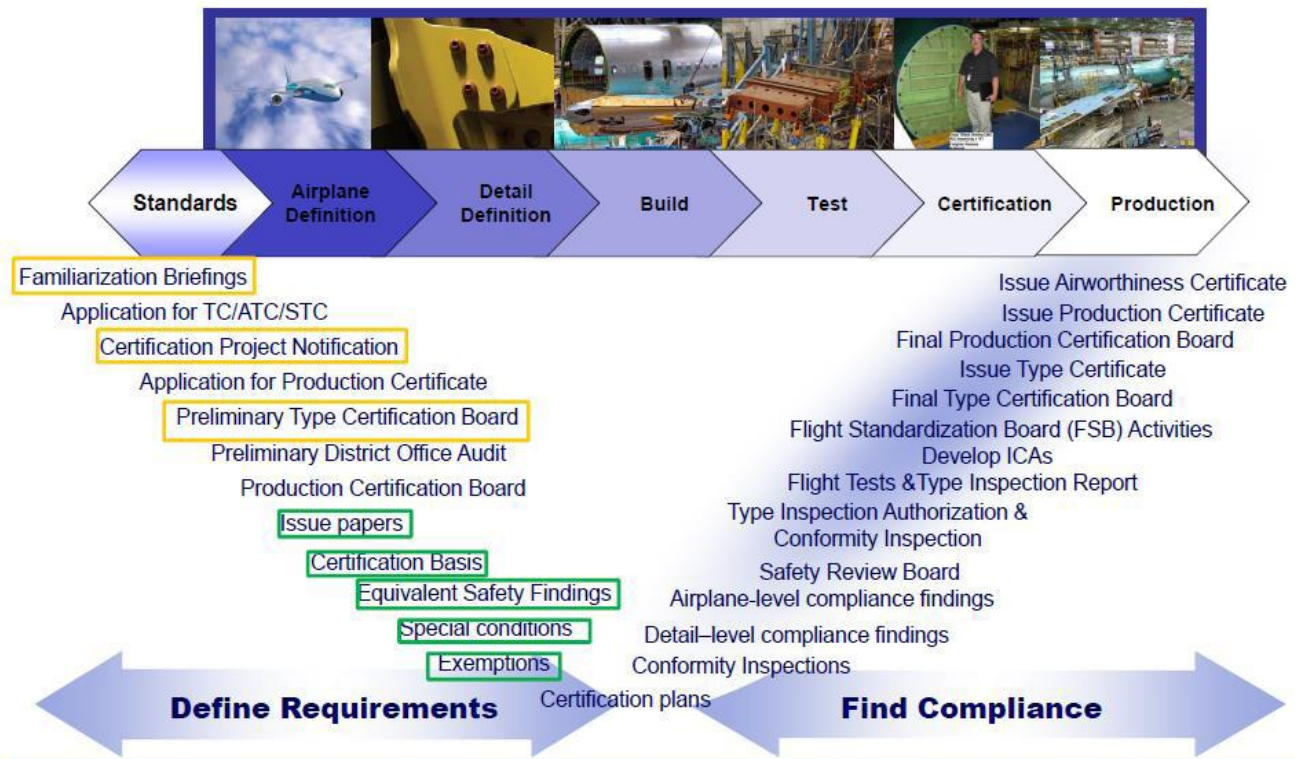 Standards
Airplane
Definition
Detail
Definition
Build
Test
Certification
Production
Familiarization Briefings
Application for TC/ATC/STC
Certification Project Notification
Application for Production Certificate
Preliminary Type Certification Board
Preliminary District Office Audit
Production Certification Board
Issue papers
Certification Basis
Equivalent Safety Findings
Special conditions
Exemptions
Certification plans
Issue Airworthiness Certificate
Issue Production Certificate
Final Production Certification Board
Issue Type Certificate
Final Type Certification Board
Flight Standardization Board (FSB) Activities
Develop ICAs
Flight Tests &Type Inspection Report
Type Inspection Authorization &
Conformity Inspection
Safety Review Board
Airplane-level compliance findings
Detail–level compliance findings
Conformity Inspections
Define Requirements
Find Compliance